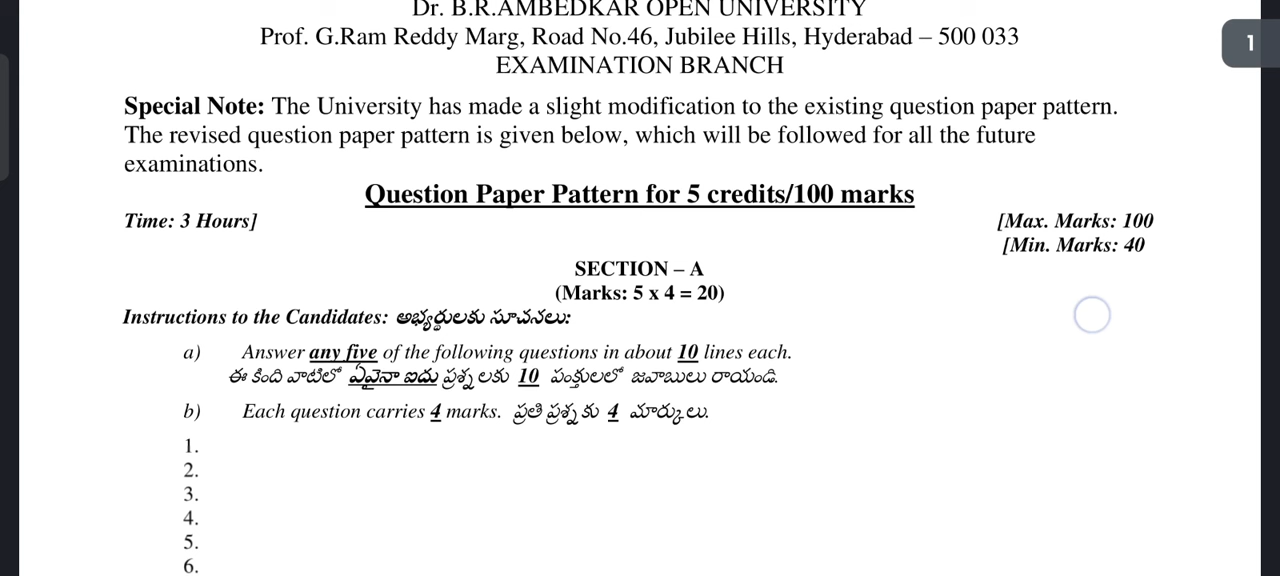 Dr. B.R.AMBEDKAR OPEN UNIVERSITY
Prof. G.Ram Reddy Marg, Road No.46, Jubilee Hills, Hyderabad – 500 033
EXAMINATION BRANCH
1
Special Note: The University has made a slight modification to the existing question paper pattern.
The revised question paper pattern is given below, which will be followed for all the future
examinations.
Question Paper Pattern for 5 credits/100 marks
Time: 3 Hours] [Max. Marks: 100
[Min. Marks: 40
SECTION – A
(Marks: 5 x 4 = 20)
Instructions to the Candidates: అభ్యర్థులకు సూచనలు:
a) Answer any five of the following questions in about 10 lines each.
ఈ కింది వాటిలో ఏవైనా ఐదు ప్రశ్నలకు 10 పంక్తులలో జవాబులు రాయండి.
b) Each question carries 4 marks. ప్రతి ప్రశ్నకు 4 మార్కులు.
1.
2.
3.
4.
5.
6.